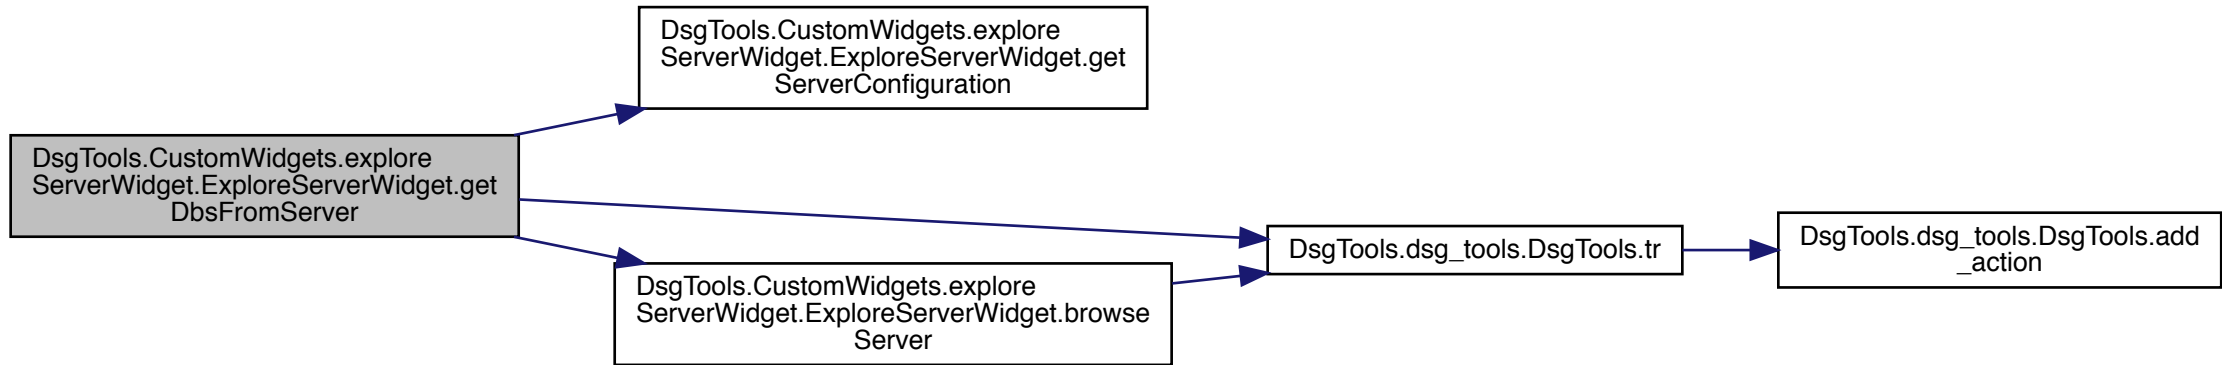 DsgTools.CustomWidgets.explore
ServerWidget.ExploreServerWidget.get
DbsFromServer
DsgTools.CustomWidgets.explore
ServerWidget.ExploreServerWidget.get
ServerConfiguration
DsgTools.CustomWidgets.explore
ServerWidget.ExploreServerWidget.browse
Server
DsgTools.dsg_tools.DsgTools.tr
DsgTools.dsg_tools.DsgTools.add
_action